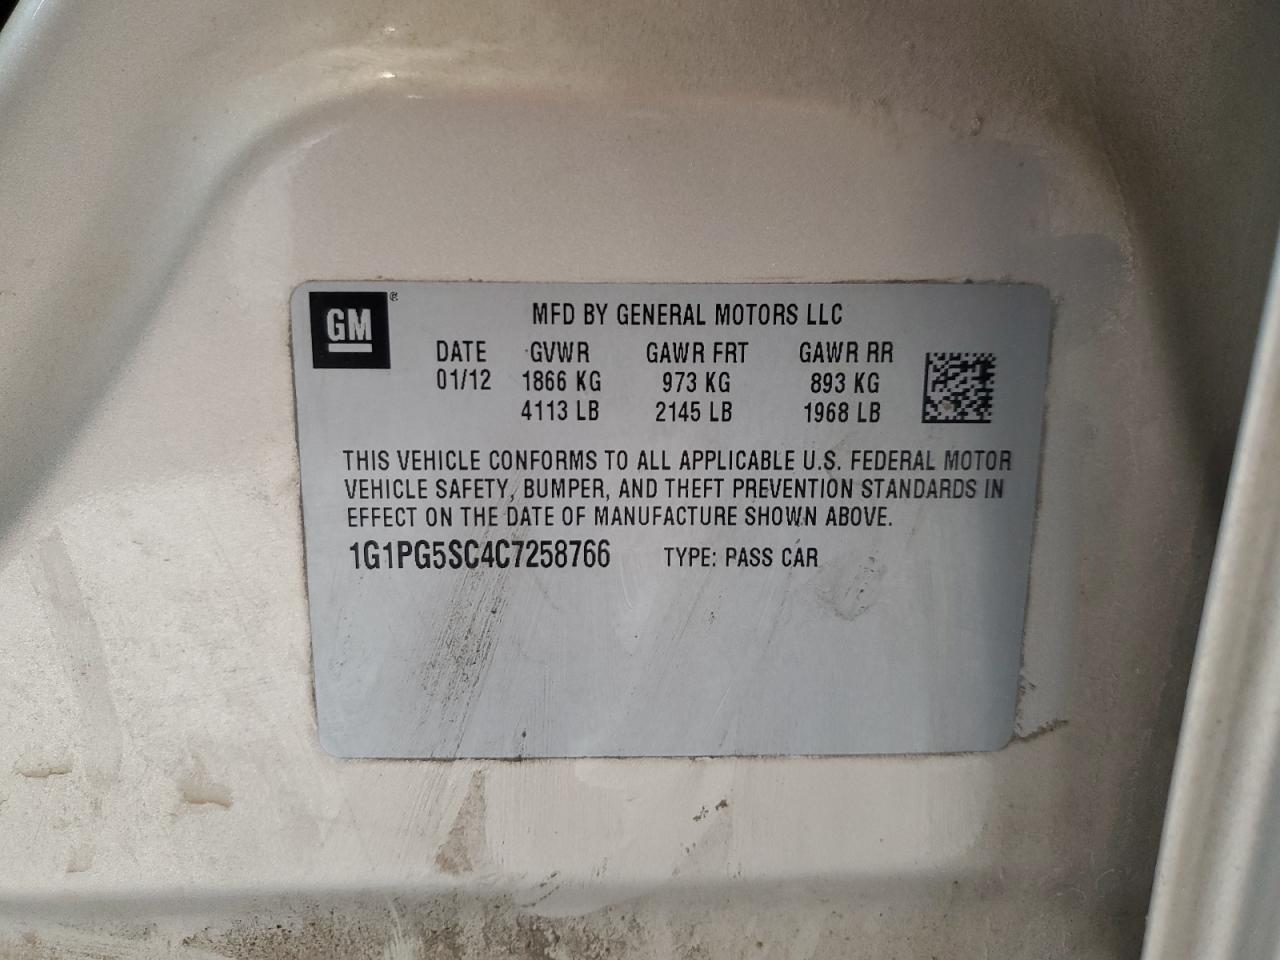 GM ®
MFD BY GENERAL MOTORS LLC
DATE GVWR GAWR FRT GAWR RR
01/12 1866 KG 973 KG 893 KG
4113 LB 2145 LB 1968 LB
THIS VEHICLE CONFORMS TO ALL APPLICABLE U.S. FEDERAL MOTOR
VEHICLE SAFETY, BUMPER, AND THEFT PREVENTION STANDARDS IN
EFFECT ON THE DATE OF MANUFACTURE SHOWN ABOVE.
1G1PG5SC4C7258766 TYPE: PASS CAR